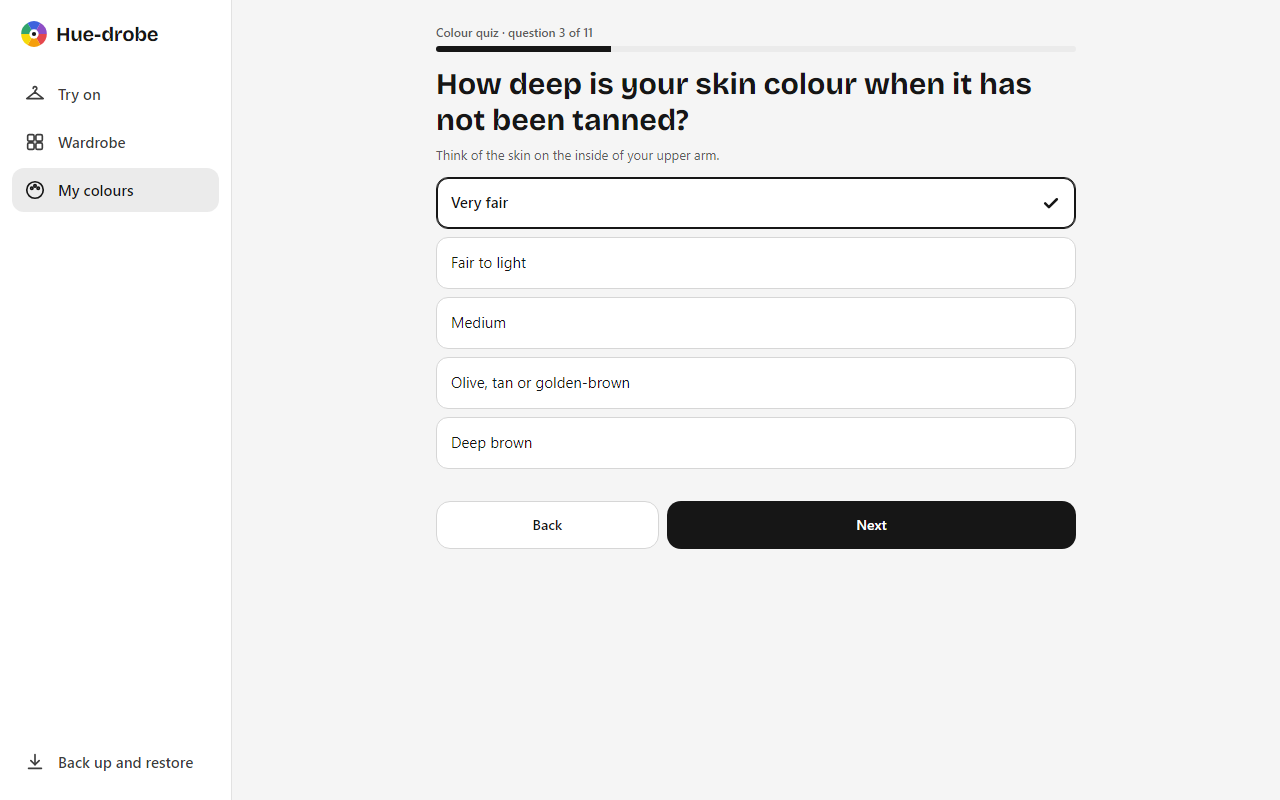 Hue-drobe
Try on
Wardrobe
My colours
Back up and restore
Colour quiz · question 3 of 11
How deep is your skin colour when it has
not been tanned?
Think of the skin on the inside of your upper arm.
Very fair
Fair to light
Medium
Olive, tan or golden-brown
Deep brown
Back
Next